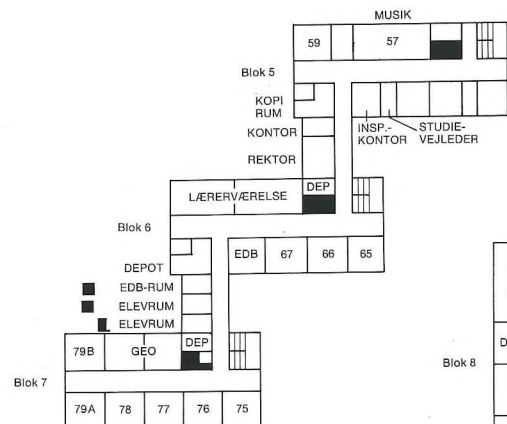 MUSIK
59
57
Blok 5
KOPI
RUM
KONTOR
INSP.-
KONTOR
STUDIE-
VEJLEDER
REKTOR
DEP
LÆRERVÆRELSE
Blok 6
EDB
67
66
65
DEPOT
EDB-RUM
ELEVRUM
ELEVRUM
79B
GEO
DEP
Blok 7
Blok 8
79A
78
77
76
75